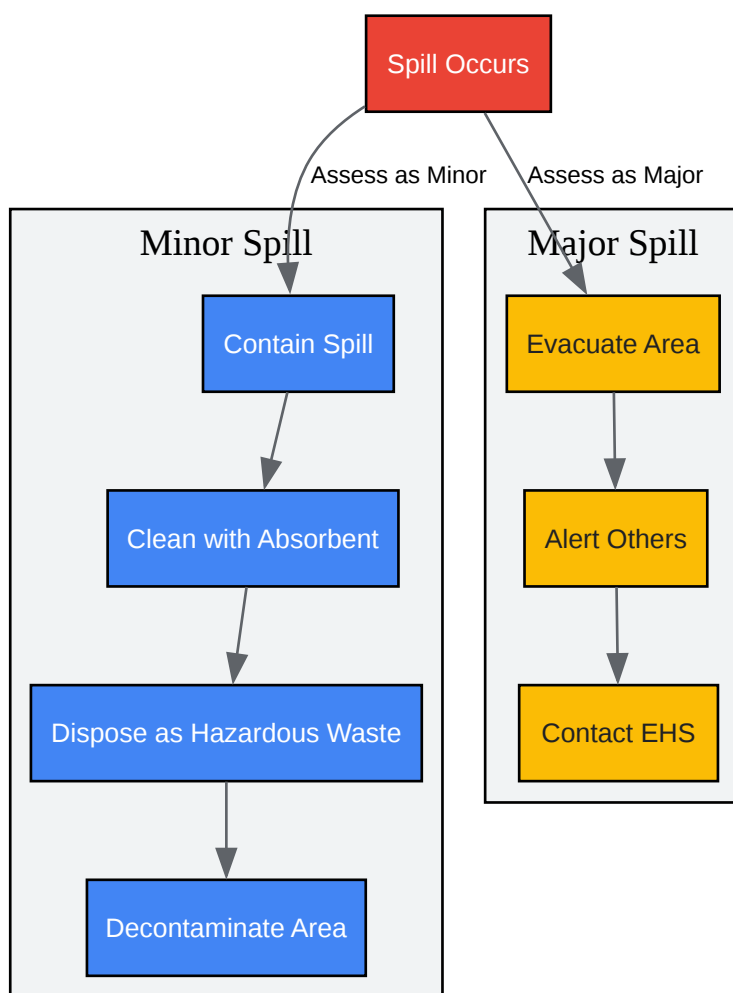 Spill Occurs
Assess as Minor
Assess as Major
Minor Spill
Major Spill
Contain Spill
Evacuate Area
Clean with Absorbent
Alert Others
Dispose as Hazardous Waste
Contact EHS
Decontaminate Area